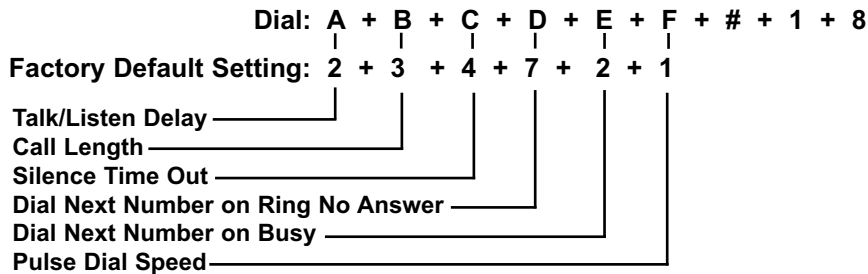 Dial: A + B + C + D + E + F + # + 1 + 8
Factory Default Setting: 2 + 3 + 4 + 7 + 2 + 1
Talk/Listen Delay
Call Length
Silence Time Out
Dial Next Number on Ring No Answer
Dial Next Number on Busy
Pulse Dial Speed